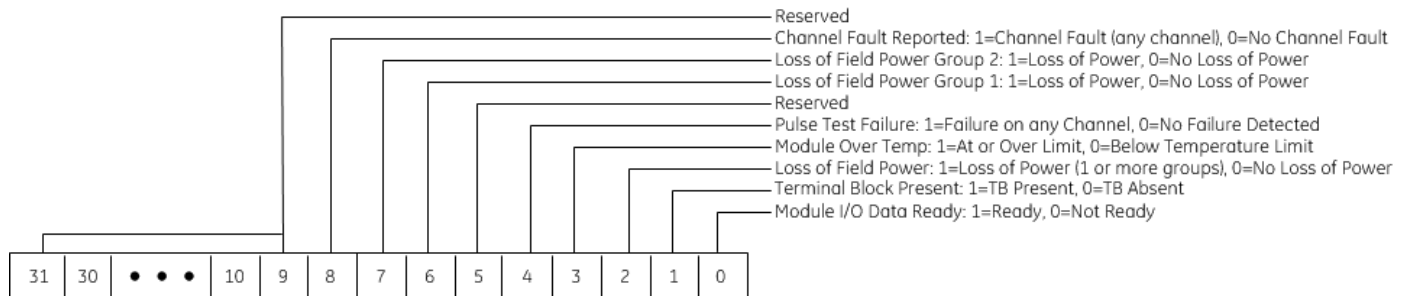 Reserved
Channel Fault Reported: 1=Channel Fault (any channel), 0=No Channel Fault
Loss of Field Power Group 2: 1=Loss of Power, 0=No Loss of Power
Loss of Field Power Group 1: 1=Loss of Power, 0=No Loss of Power
Reserved
Pulse Test Failure: 1=Failure on any Channel, 0=No Failure Detected
Module Over Temp: 1=At or Over Limit, 0=Below Temperature Limit
Loss of Field Power: 1=Loss of Power (1 or more groups), 0=No Loss of Power
Terminal Block Present: 1=TB Present, 0=TB Absent
Module I/O Data Ready: 1=Ready, 0=Not Ready
31 30 • • • 10 9 8 7 6 5 4 3 2 1 0